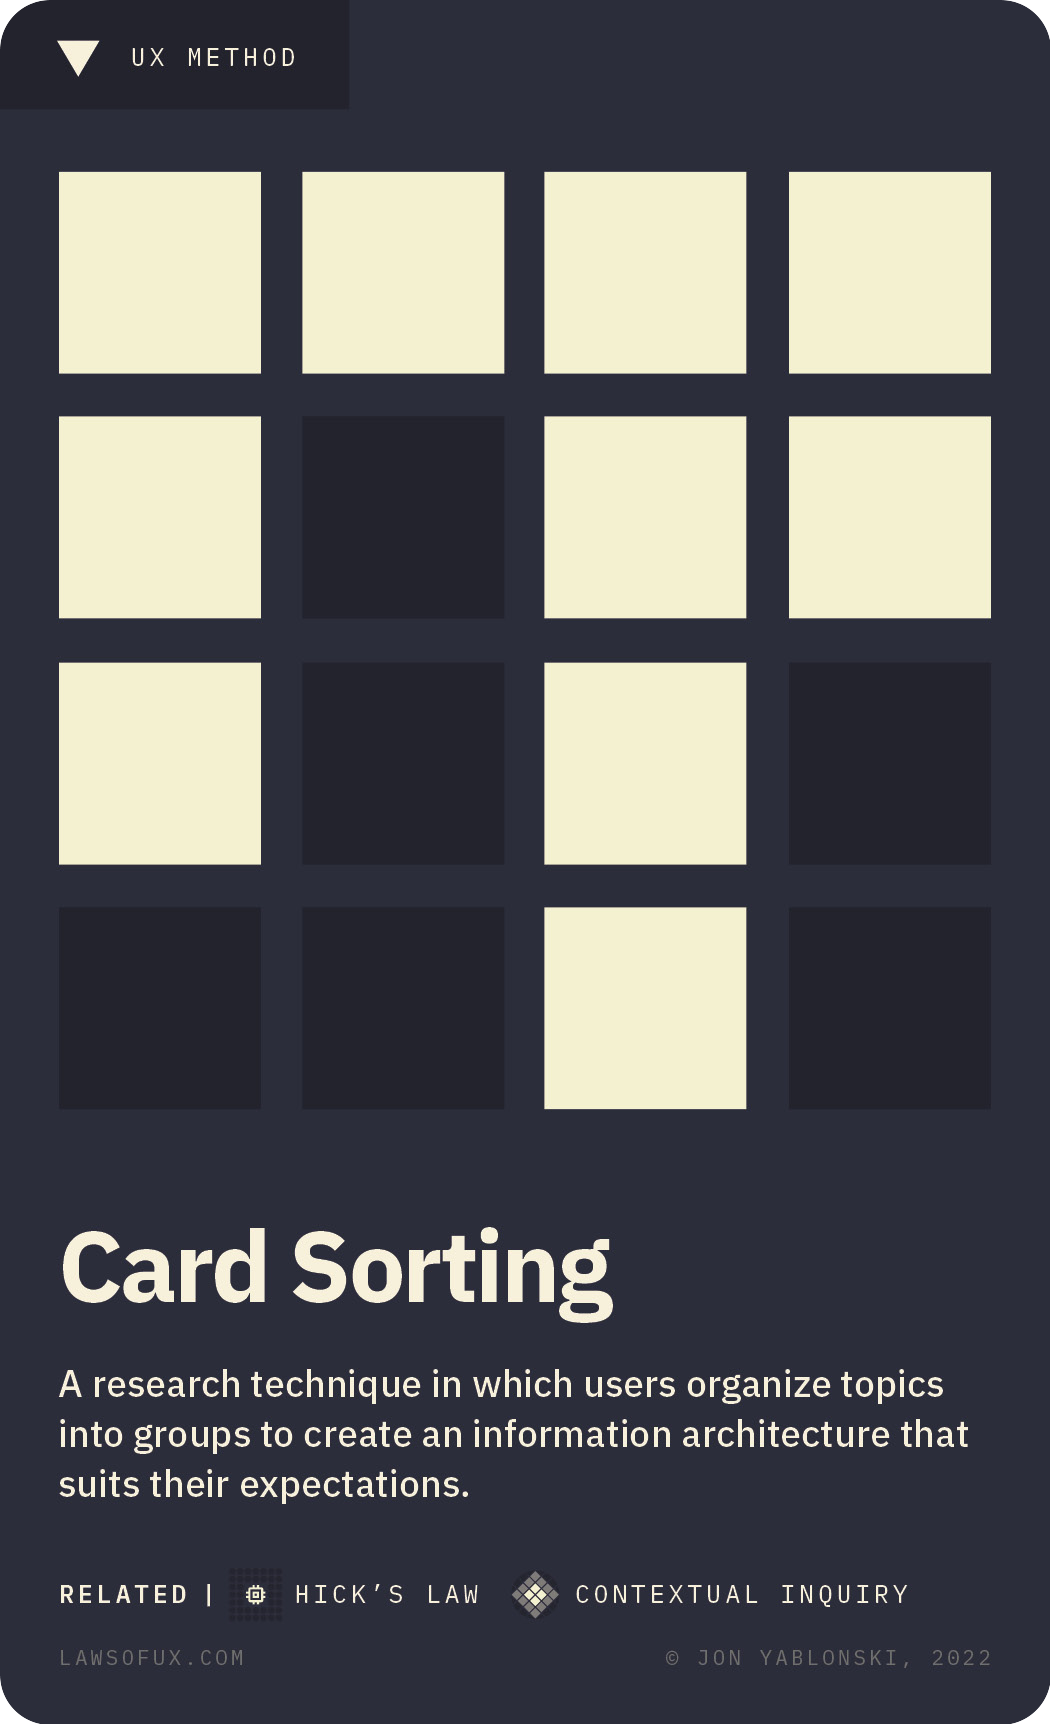 UX METHOD
Card Sorting
A research technique in which users organize topics
into groups to create an information architecture that
suits their expectations.
RELATED | HICK’S LAW CONTEXTUAL INQUIRY
LAWSOFUX.COM © JON YABLONSKI, 2022